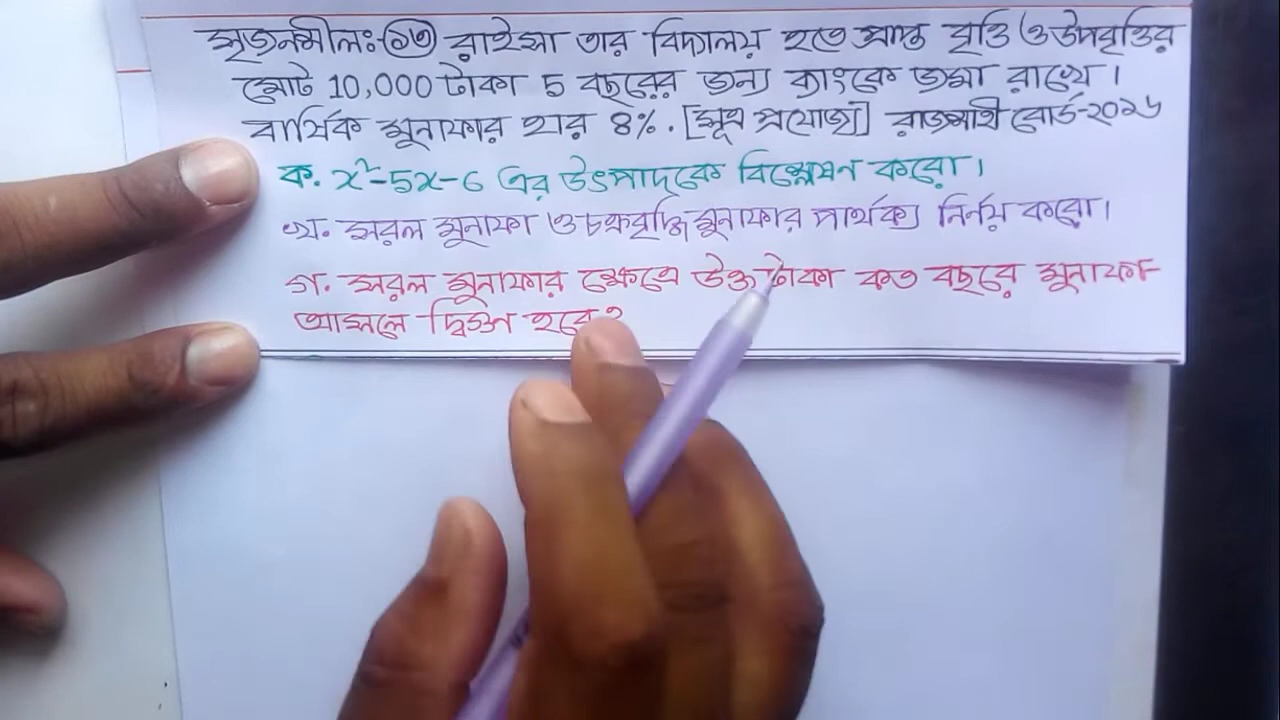 সৃজনশীলঃ ১৩ রাইসা তার বিদ্যালয় হতে প্রাপ্ত বৃত্তি ও উপবৃত্তির
মোট 10,000 টাকা 5 বছরের জন্য ব্যাংকে জমা রাখে।
বার্ষিক মুনাফার হার 8%. [সূত্র প্রযোজ্য] রাজশাহী বোর্ড-২০১৬
ক. x²-5x-6 এর উৎপাদকে বিশ্লেষণ করো।
খ. সরল মুনাফা ও চক্রবৃদ্ধি মুনাফার পার্থক্য নির্ণয় করো।
গ. সরল মুনাফার ক্ষেত্রে উক্ত টাকা কত বছরে মুনাফা-
আসলে দ্বিগুণ হবে?